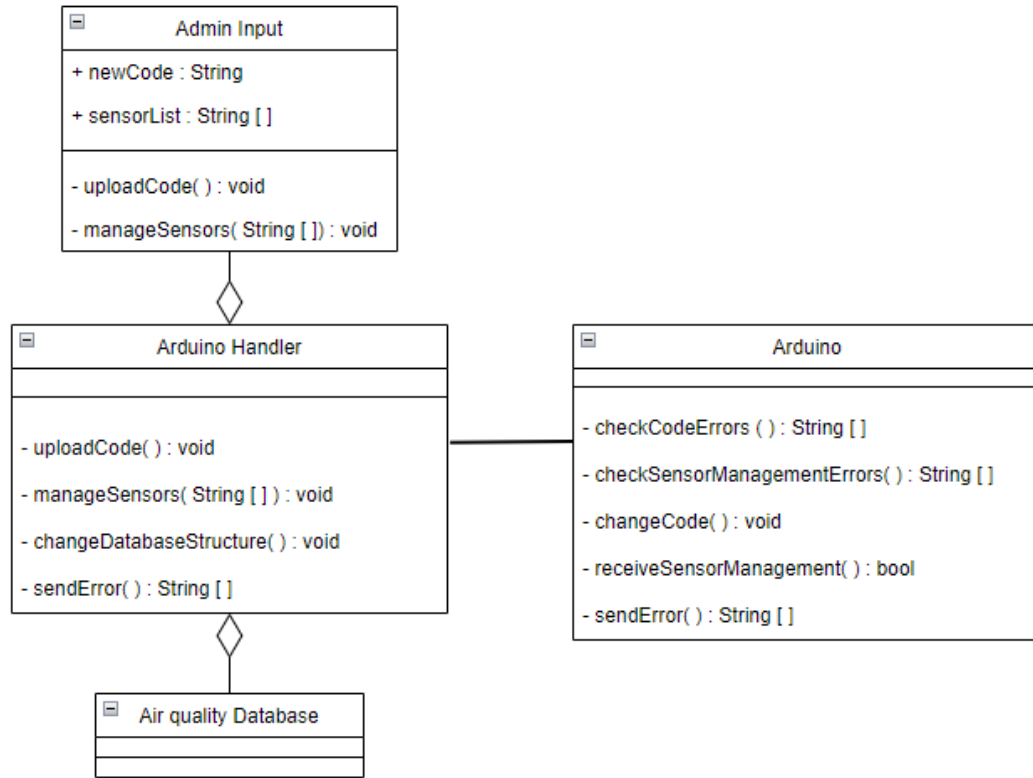 Admin Input
+ newCode : String
+ sensorList : String [ ]
- uploadCode( ) : void
- manageSensors( String [ ]) : void
Arduino Handler
- uploadCode( ) : void
- manageSensors( String [ ] ) : void
- changeDatabaseStructure( ) : void
- sendError( ) : String [ ]
Arduino
- checkCodeErrors ( ) : String [ ]
- checkSensorManagementErrors( ) : String [ ]
- changeCode( ) : void
- receiveSensorManagement( ) : bool
- sendError( ) : String [ ]
Air quality Database